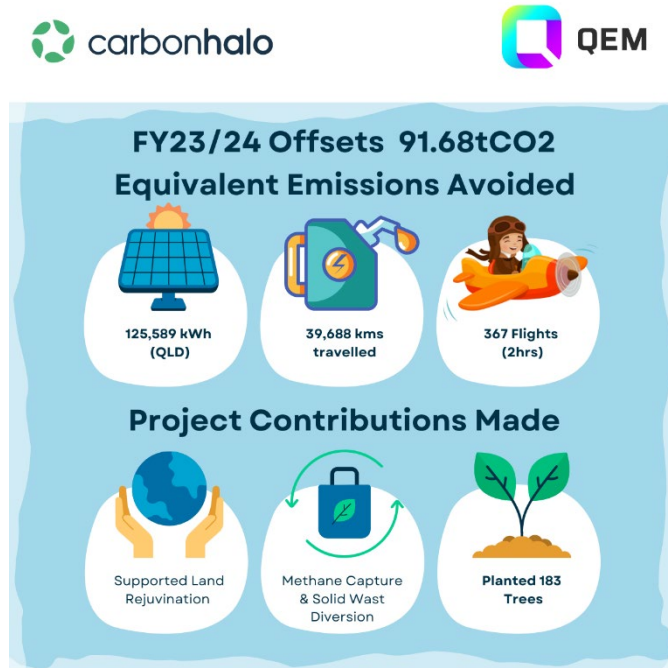 carbonhalo
QEM
FY23/24 Offsets 91.68tCO2
Equivalent Emissions Avoided
125,589 kWh
(QLD)
39,688 kms
travelled
367 Flights
(2hrs)
Project Contributions Made
Supported Land
Rejuvination
Methane Capture
& Solid Wast
Diversion
Planted 183
Trees